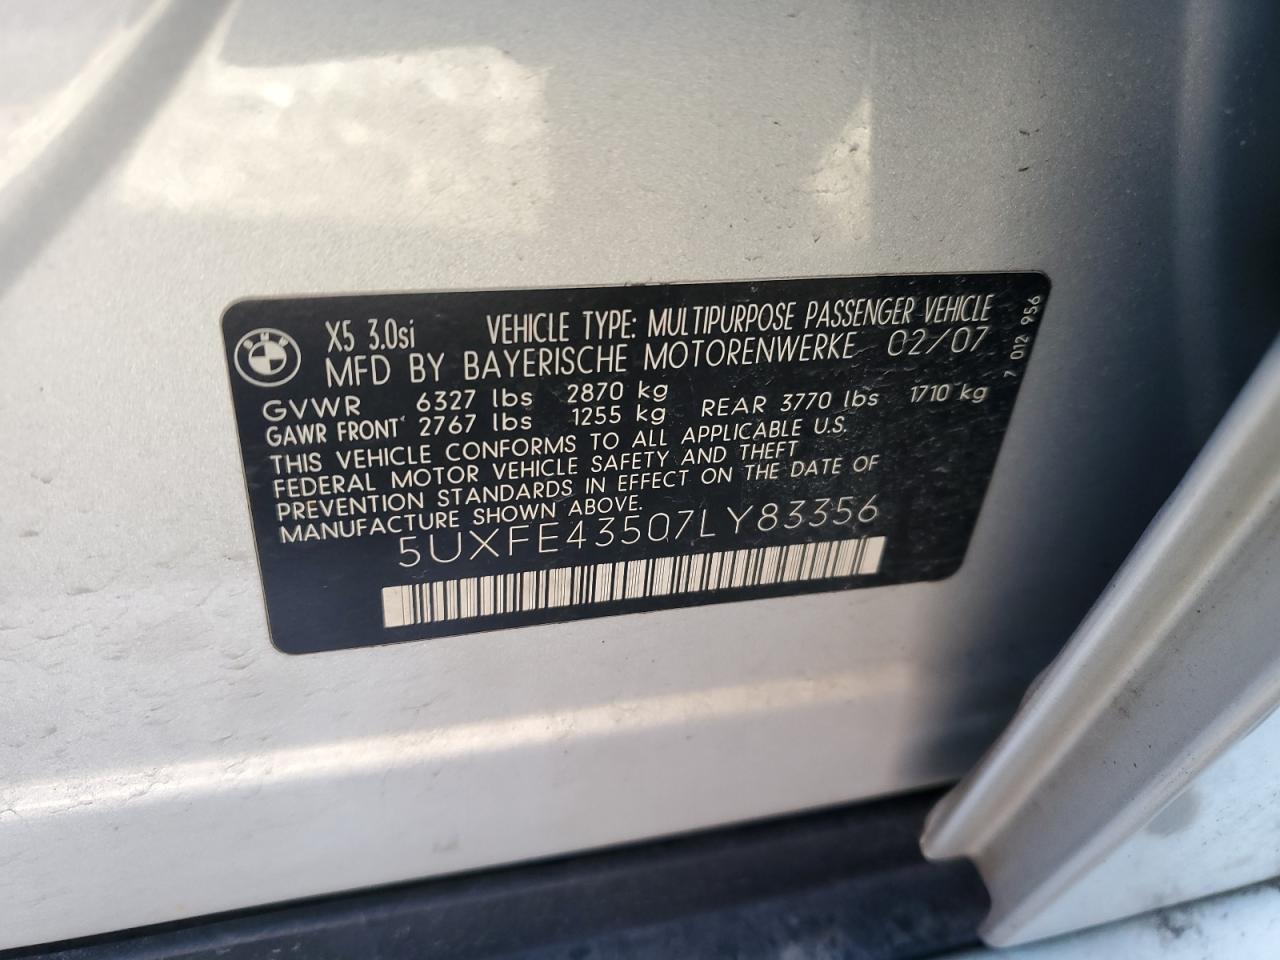 BMW
X5 3.0si VEHICLE TYPE: MULTIPURPOSE PASSENGER VEHICLE
MFD BY BAYERISCHE MOTORENWERKE 02/07
GVWR 6327 lbs 2870 kg
GAWR FRONT 2767 lbs 1255 kg REAR 3770 lbs 1710 kg
THIS VEHICLE CONFORMS TO ALL APPLICABLE U.S.
FEDERAL MOTOR VEHICLE SAFETY AND THEFT
PREVENTION STANDARDS IN EFFECT ON THE DATE OF
MANUFACTURE SHOWN ABOVE.
5UXFE43507LY83356
7 012 956